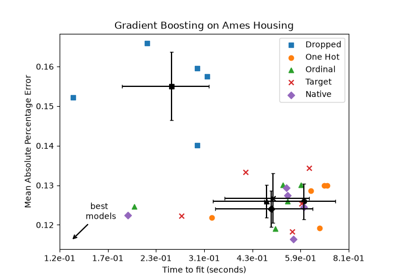 Gradient Boosting on Ames Housing
Mean Absolute Percentage Error
0.16
0.15
0.13
0.12
Dropped
One Hot
Ordinal
Target
Native
best
models
1.2e-01 1.7e-01 2.3e-01 3.1e-01 4.3e-01 5.9e-01 8.1e-01
Time to fit (seconds)